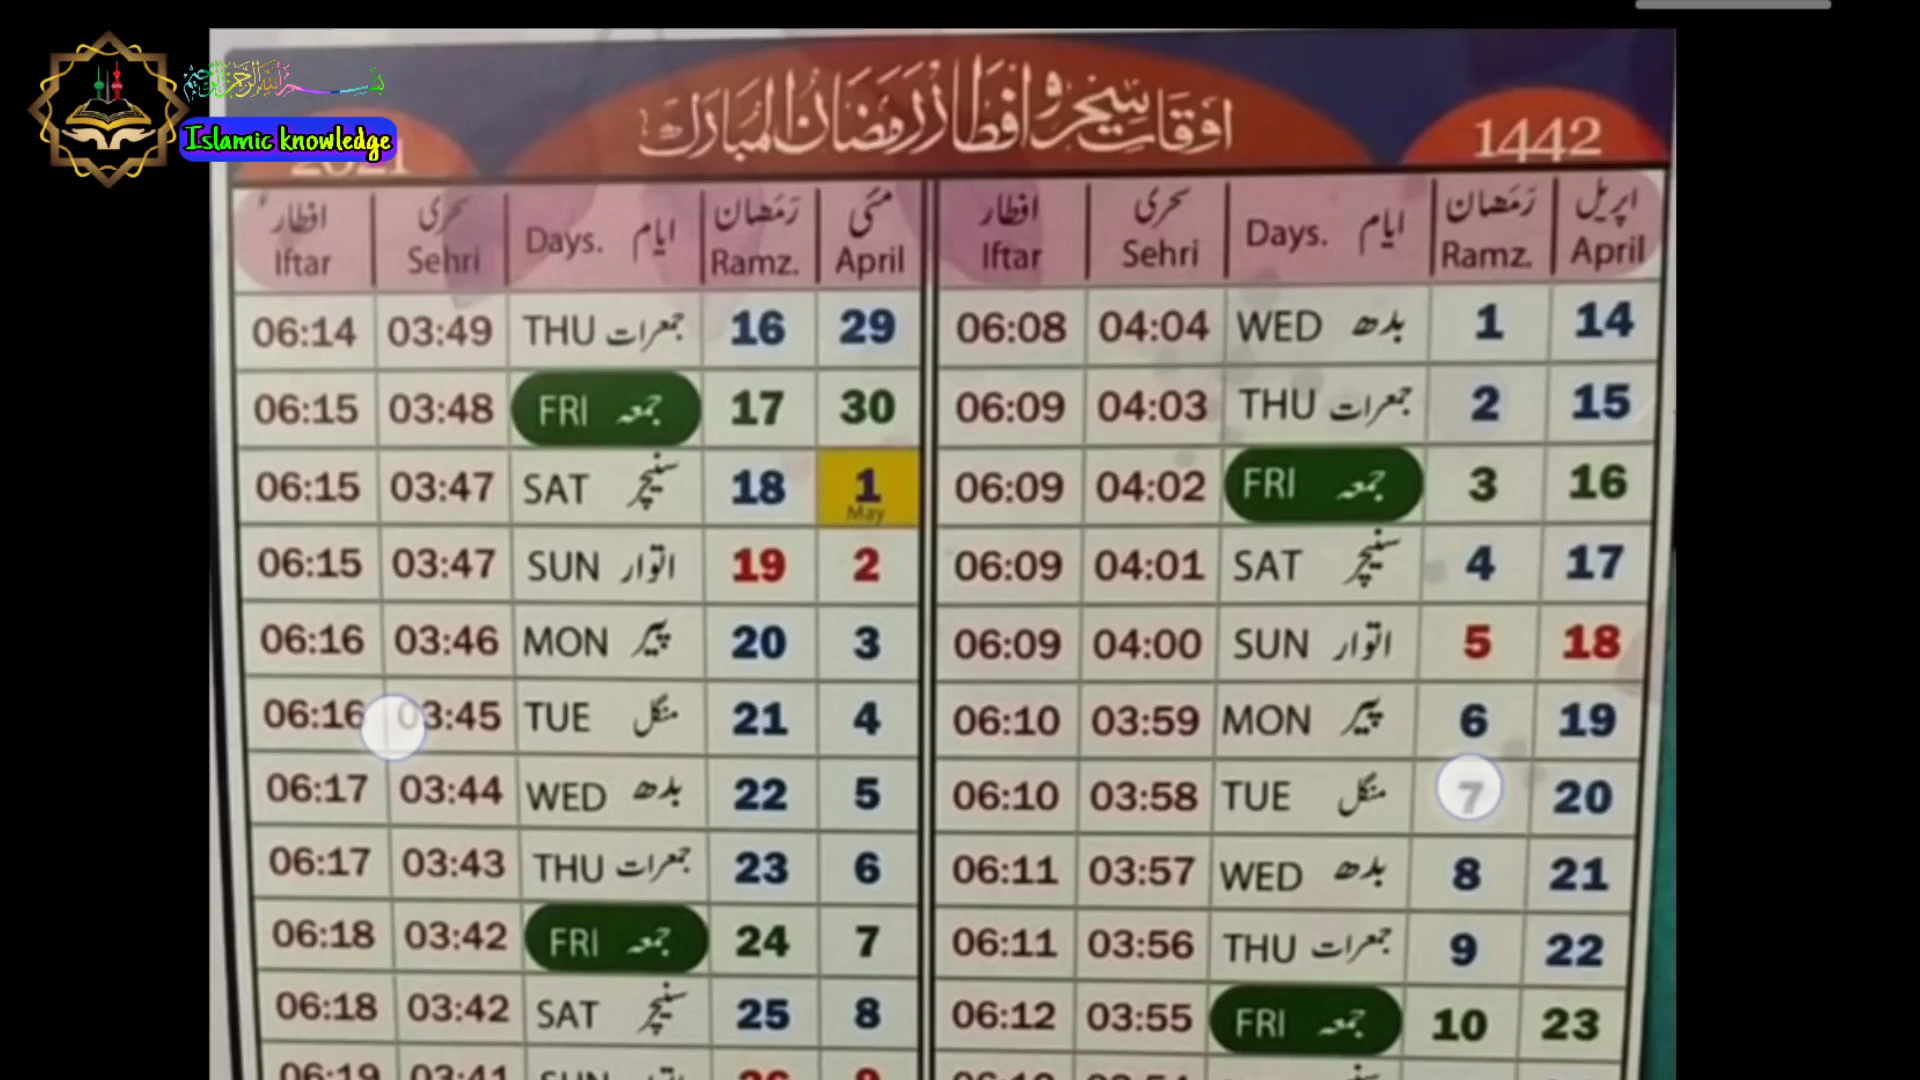 بسم اللہ الرحمن الرحیم
Islamic knowledge
2021 اوقات سحر و افطار رمضان المبارک 1442
افطار سحری ایام رمضان مئی افطار سحری ایام رمضان اپریل
Iftar Sehri Days. Ramz. April Iftar Sehri Days. Ramz. April
06:14 03:49 THU جمعرات 16 29 06:08 04:04 WED بدھ 1 14
06:15 03:48 FRI جمعہ 17 30 06:09 04:03 THU جمعرات 2 15
06:15 03:47 SAT سنیچر 18 1 May 06:09 04:02 FRI جمعہ 3 16
06:15 03:47 SUN اتوار 19 2 06:09 04:01 SAT سنیچر 4 17
06:16 03:46 MON پیر 20 3 06:09 04:00 SUN اتوار 5 18
06:16 03:45 TUE منگل 21 4 06:10 03:59 MON پیر 6 19
06:17 03:44 WED بدھ 22 5 06:10 03:58 TUE منگل 7 20
06:17 03:43 THU جمعرات 23 6 06:11 03:57 WED بدھ 8 21
06:18 03:42 FRI جمعہ 24 7 06:11 03:56 THU جمعرات 9 22
06:18 03:42 SAT سنیچر 25 8 06:12 03:55 FRI جمعہ 10 23
06:19 03:41 SUN اتوار 26 9